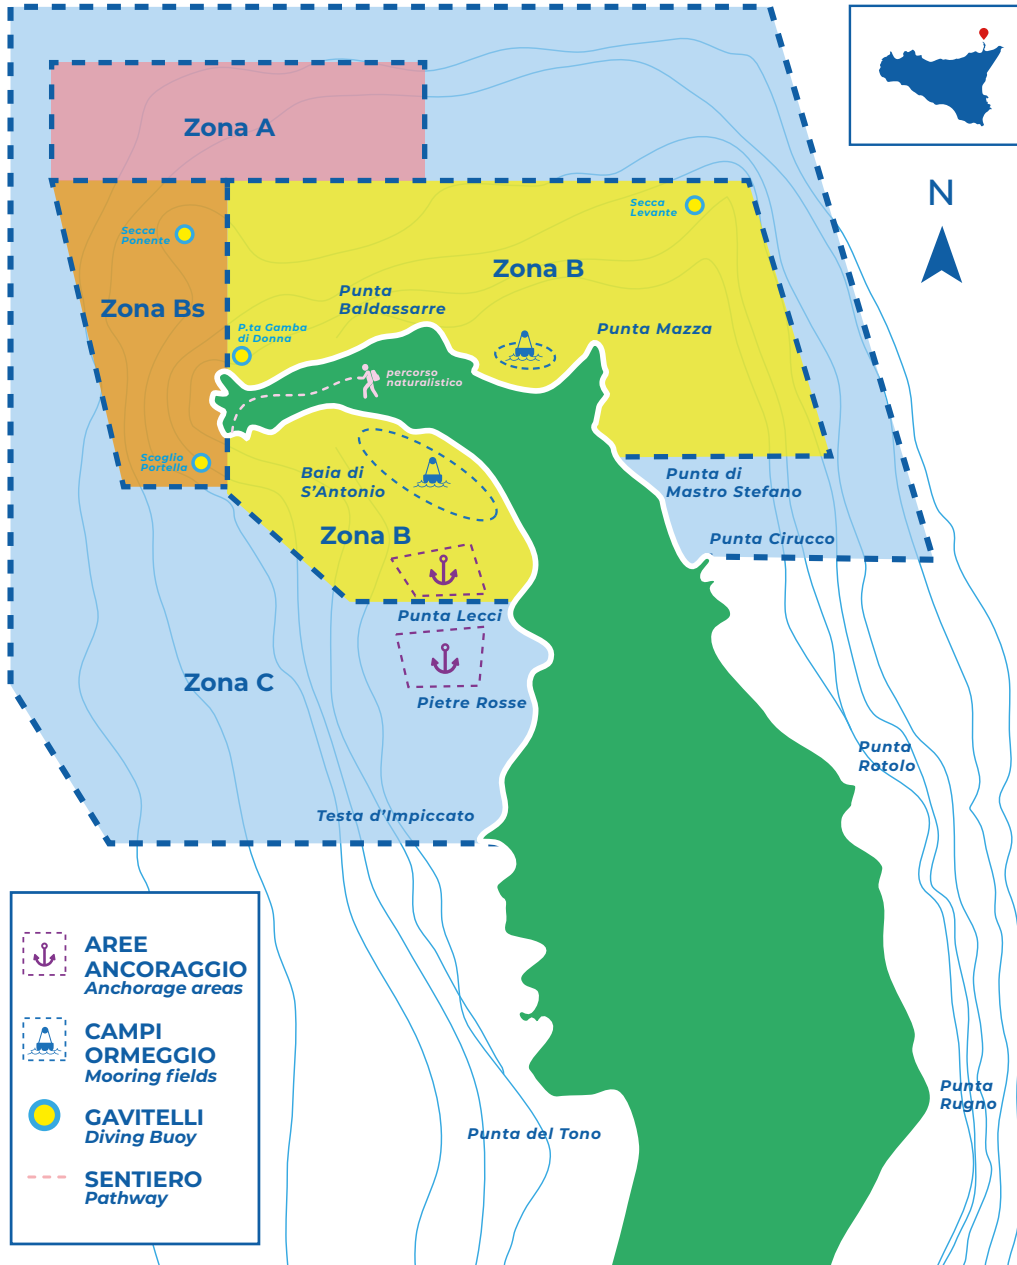 N
Zona A
Secca
Ponente
Secca
Levante
Zona B
Zona Bs
Punta
Baldassarre
P.ta Gamba
di Donna
Punta Mazza
percorso
naturalistico
Scoglio
Portella
Baia di
S'Antonio
Punta di
Mastro Stefano
Zona B
Punta Cirucco
Punta Lecci
Zona C
Pietre Rosse
Punta
Rotolo
Testa d'Impiccato
Punta
Rugno
Punta del Tono
AREE
ANCORAGGIO
Anchorage areas
CAMPI
ORMEGGIO
Mooring fields
GAVITELLI
Diving Buoy
SENTIERO
Pathway